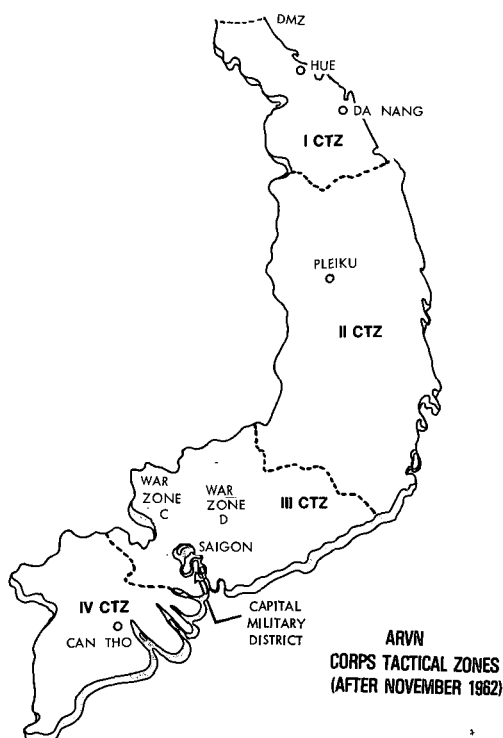 DMZ
HUE
DA NANG
I CTZ
PLEIKU
II CTZ
WAR
ZONE
C
WAR
ZONE
D
III CTZ
SAIGON
IV CTZ
CAN THO
CAPITAL
MILITARY
DISTRICT
ARVN
CORPS TACTICAL ZONES
(AFTER NOVEMBER 1962)